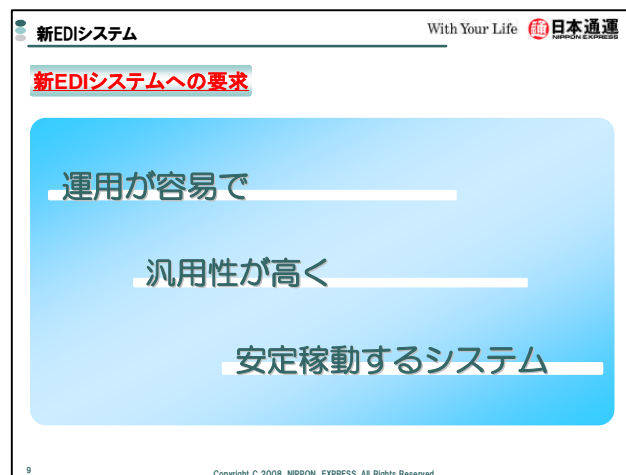 新EDIシステム
With Your Life 通 日本通運
NIPPON EXPRESS
新EDIシステムへの要求
運用が容易で
汎用性が高く
安定稼動するシステム
9
Copyright C 2008, NIPPON EXPRESS, All Rights Reserved